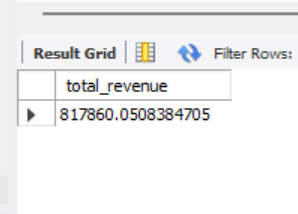 Result Grid Filter Rows:
total_revenue
817860.0508384705